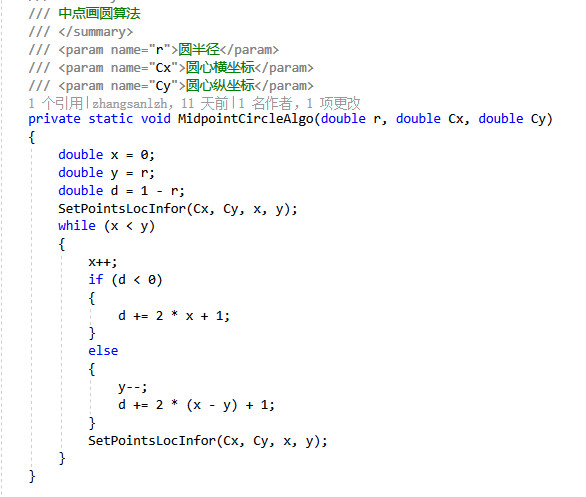 /// 中点画圆算法
/// </summary>
/// <param name="r">圆半径</param>
/// <param name="Cx">圆心横坐标</param>
/// <param name="Cy">圆心纵坐标</param>
1 个引用|zhangsanlzh，11 天前|1 名作者，1 项更改
private static void MidpointCircleAlgo(double r, double Cx, double Cy)
{
    double x = 0;
    double y = r;
    double d = 1 - r;
    SetPointsLocInfor(Cx, Cy, x, y);
    while (x < y)
    {
        x++;
        if (d < 0)
        {
            d += 2 * x + 1;
        }
        else
        {
            y--;
            d += 2 * (x - y) + 1;
        }
        SetPointsLocInfor(Cx, Cy, x, y);
    }
}